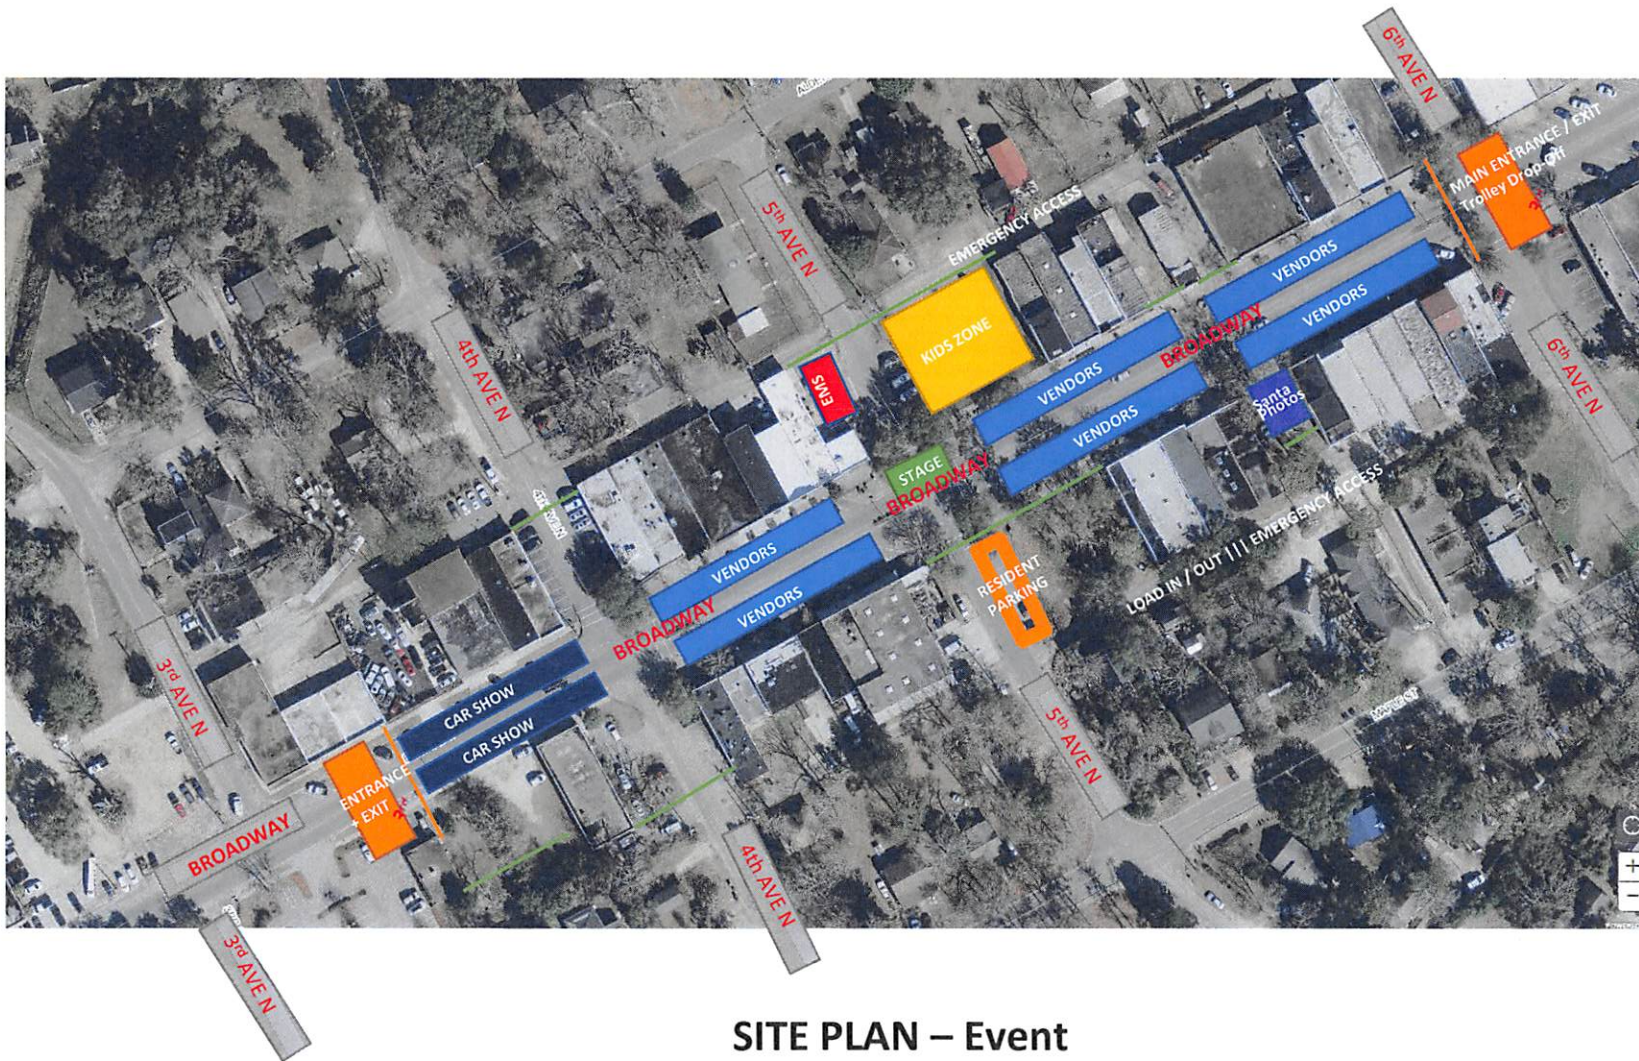 6th AVE N
MAIN ENTRANCE / EXIT
Trolley Drop-Off
5th AVE N
EMERGENCY ACCESS
VENDORS
VENDORS
BROADWAY
KIDS ZONE
4th AVE N
EMS
VENDORS
VENDORS
Santa
Photos
6th AVE N
STAGE
BROADWAY
LOAD IN / OUT ||| EMERGENCY ACCESS
VENDORS
VENDORS
BROADWAY
RESIDENT
PARKING
3rd AVE N
CAR SHOW
CAR SHOW
5th AVE N
ENTRANCE
+ EXIT
BROADWAY
4th AVE N
3rd AVE N
+
−
SITE PLAN – Event